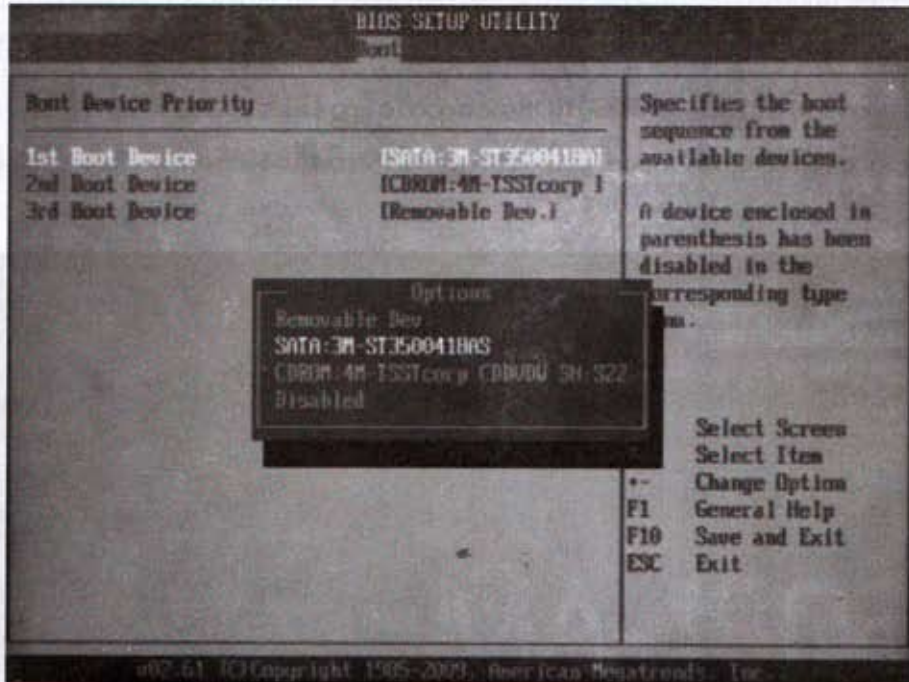 BIOS SETUP UTILITY
Boot
Boot Device Priority
1st Boot Device [SATA:3M-ST3500418A]
2nd Boot Device [CDROM:4M-TSSTcorp ]
3rd Boot Device [Removable Dev.]
Options
Removable Dev
SATA:3M-ST3500418AS
CDROM:4M-TSSTcorp CDDVDW SH-S22
Disabled
Specifies the boot
sequence from the
available devices.
A device enclosed in
parenthesis has been
disabled in the
corresponding type
Select Screen
Select Item
+- Change Option
F1 General Help
F10 Save and Exit
ESC Exit
v02.61 (C)Copyright 1985-2009, American Megatrends, Inc.